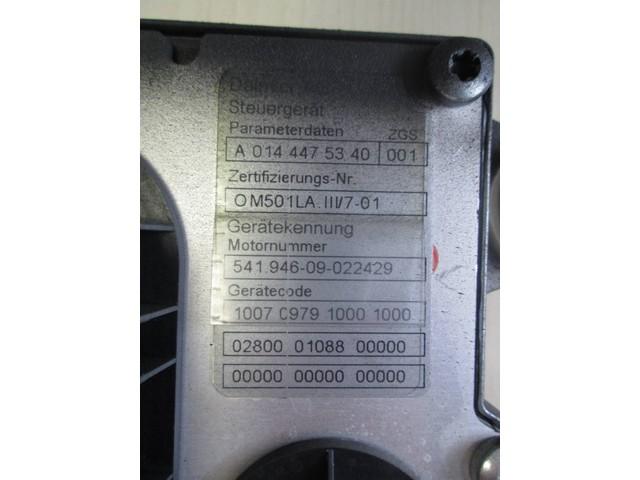 Steuergerät
Parameterdaten ZGS
A 014 447 53 40 001
Zertifizierungs-Nr.
OM501LA.III/7-01
Gerätekennung
Motornummer
541.946-09-022429
Gerätecode
1007 0979 1000 1000
02800 01088 00000
00000 00000 00000